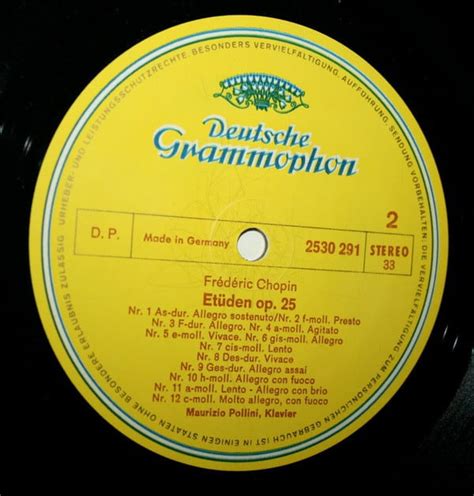 Deutsche
Grammophon
2
D. P.
Made in Germany
2530 291
STEREO
33
Frédéric Chopin
Etüden op. 25
Nr. 1 As-dur. Allegro sostenuto/Nr. 2 f-moll. Presto
Nr. 3 F-dur. Allegro. Nr. 4 a-moll. Agitato
Nr. 5 e-moll. Vivace. Nr. 6 gis-moll. Allegro
Nr. 7 cis-moll. Lento
Nr. 8 Des-dur. Vivace
Nr. 9 Ges-dur. Allegro assai
Nr. 10 h-moll. Allegro con fuoco
Nr. 11 a-moll. Lento - Allegro con brio
Nr. 12 c-moll. Molto allegro, con fuoco
Maurizio Pollini, Klavier
URHEBER- UND LEISTUNGSSCHUTZRECHTE, BESONDERS VERVIELFÄLTIGUNG, AUFFÜHRUNG, SENDUNG VORBEHALTEN; DIE VERVIELFÄLTIGUNG ZUM PERSÖNLICHEN GEBRAUCH IST IN EINIGEN STAATEN OHNE BESONDERE ERLAUBNIS ZULÄSSIG